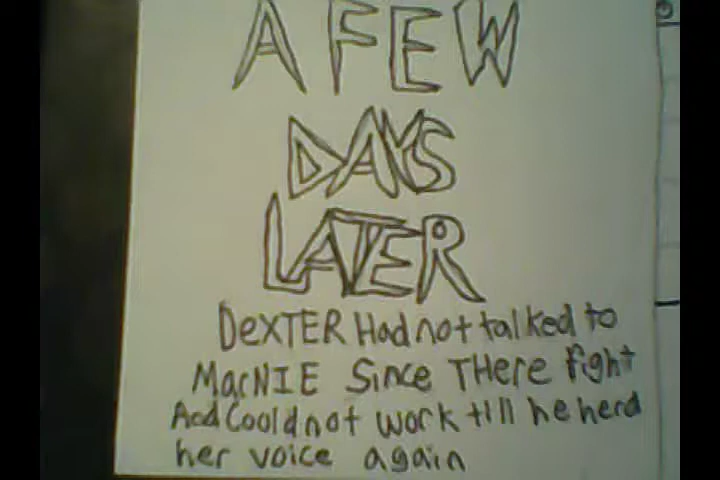 A FEW
DAYS
LATER
DeXTER Had not talked to
MarNIE Since THere fight
And Coold not work till he herd
her voice again